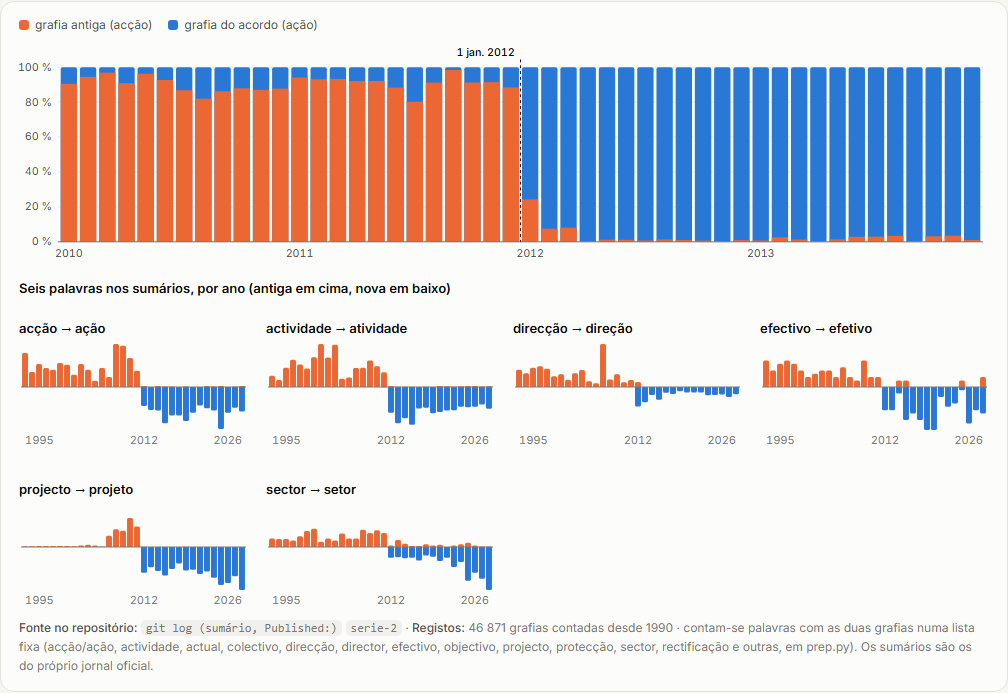 grafia antiga (acção) grafia do acordo (ação)
1 jan. 2012
100 %
80 %
60 %
40 %
20 %
0 %
2010 2011 2012 2013
Seis palavras nos sumários, por ano (antiga em cima, nova em baixo)
acção → ação actividade → atividade direcção → direção efectivo → efetivo
1995 2012 2026 1995 2012 2026 1995 2012 2026 1995 2012 2026
projecto → projeto sector → setor
1995 2012 2026 1995 2012 2026
Fonte no repositório: git log (sumário, Published:) serie-2 · Registos: 46 871 grafias contadas desde 1990 · contam-se palavras com as duas grafias numa lista
fixa (acção/ação, actividade, actual, colectivo, direcção, director, efectivo, objectivo, projecto, protecção, sector, rectificação e outras, em prep.py). Os sumários são os
do próprio jornal oficial.